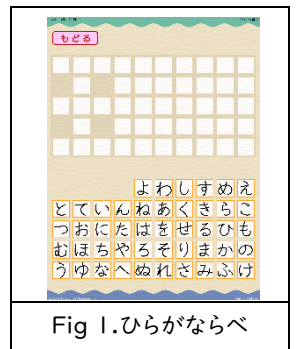 もどる
よわしすめえ
とていんねあくきらこ
つおにたはをせるひも
むほちやろそりまかの
うゆなへぬれさみふけ
Fig 1.ひらがならべ